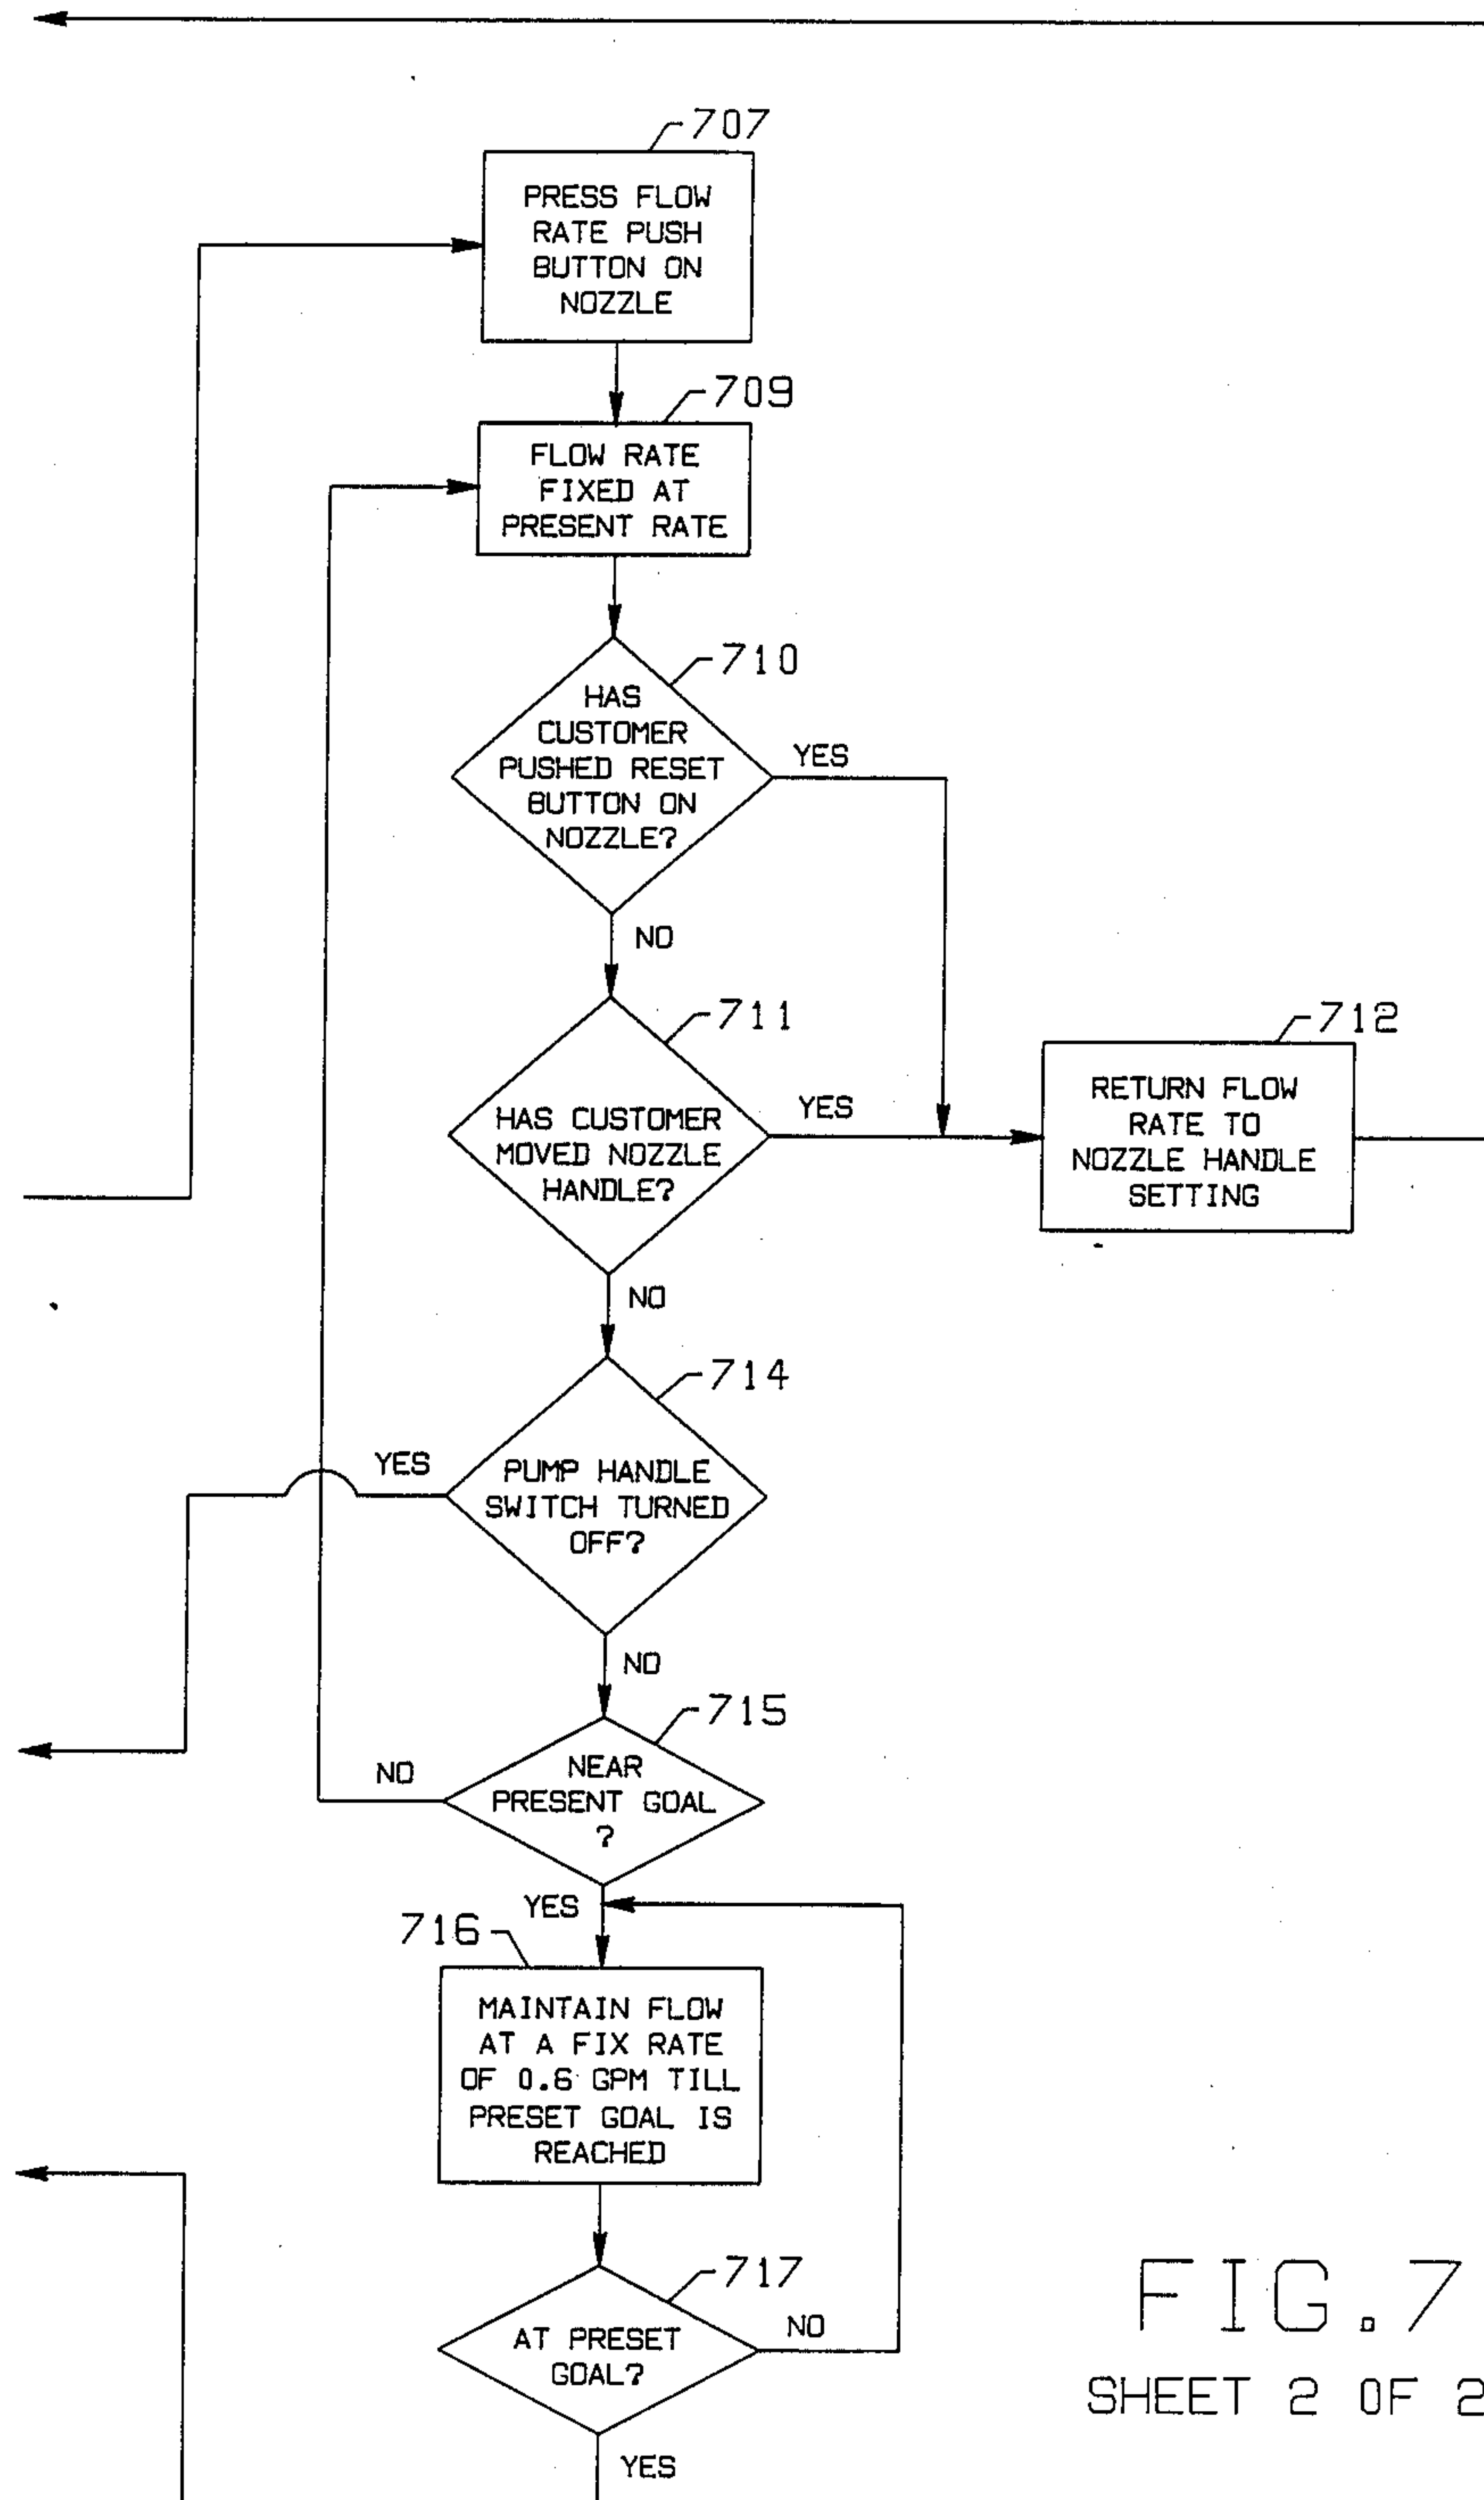 707
PRESS FLOW
RATE PUSH
BUTTON ON
NOZZLE
709
FLOW RATE
FIXED AT
PRESENT RATE
710
HAS
CUSTOMER
PUSHED RESET
BUTTON ON
NOZZLE?
YES
NO
711
HAS CUSTOMER
MOVED NOZZLE
HANDLE?
YES
712
RETURN FLOW
RATE TO
NOZZLE HANDLE
SETTING
NO
714
YES
PUMP HANDLE
SWITCH TURNED
OFF?
NO
715
NO
NEAR
PRESENT GOAL
?
YES
716
MAINTAIN FLOW
AT A FIX RATE
OF 0.6 GPM TILL
PRESET GOAL IS
REACHED
717
AT PRESET
GOAL?
NO
YES
FIG.7
SHEET 2 OF 2